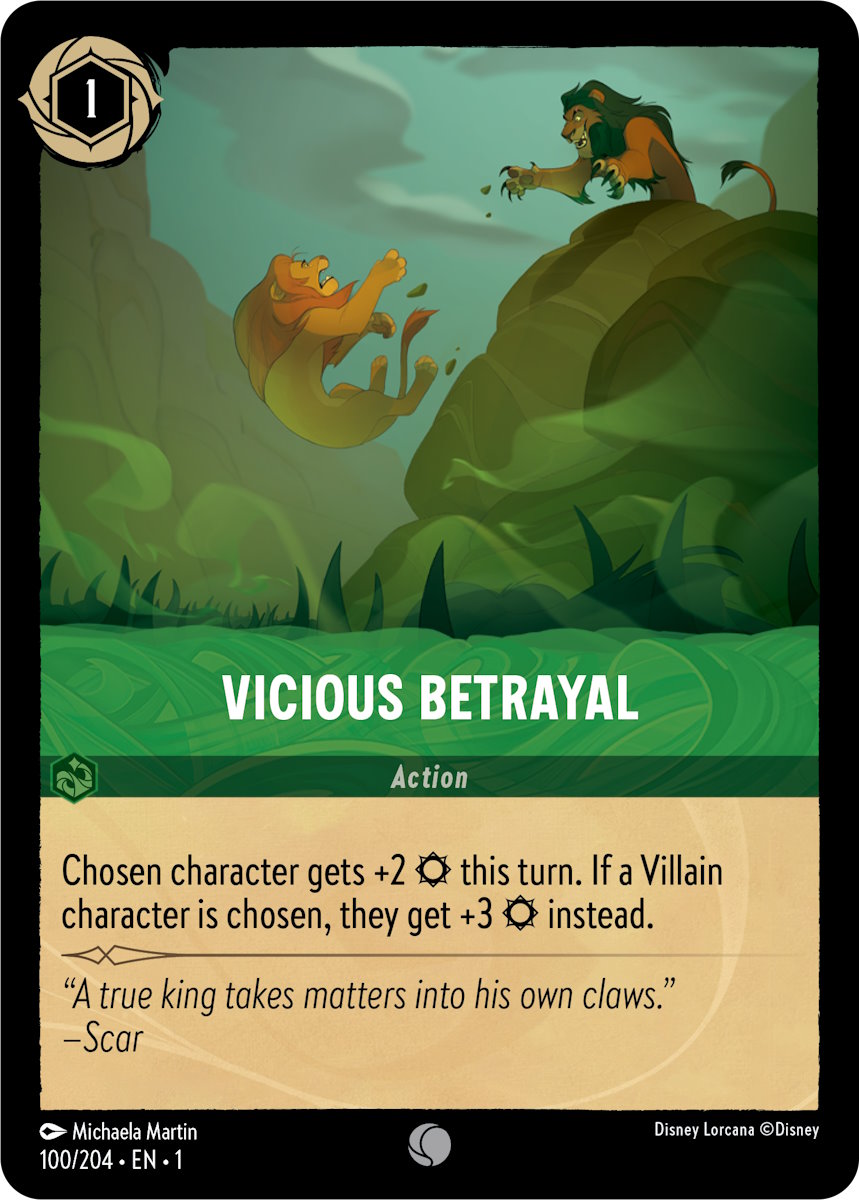 1
VICIOUS BETRAYAL
Action
Chosen character gets +2 this turn. If a Villain
character is chosen, they get +3 instead.
“A true king takes matters into his own claws.”
–Scar
Michaela Martin
Disney Lorcana ©Disney
100/204 • EN • 1